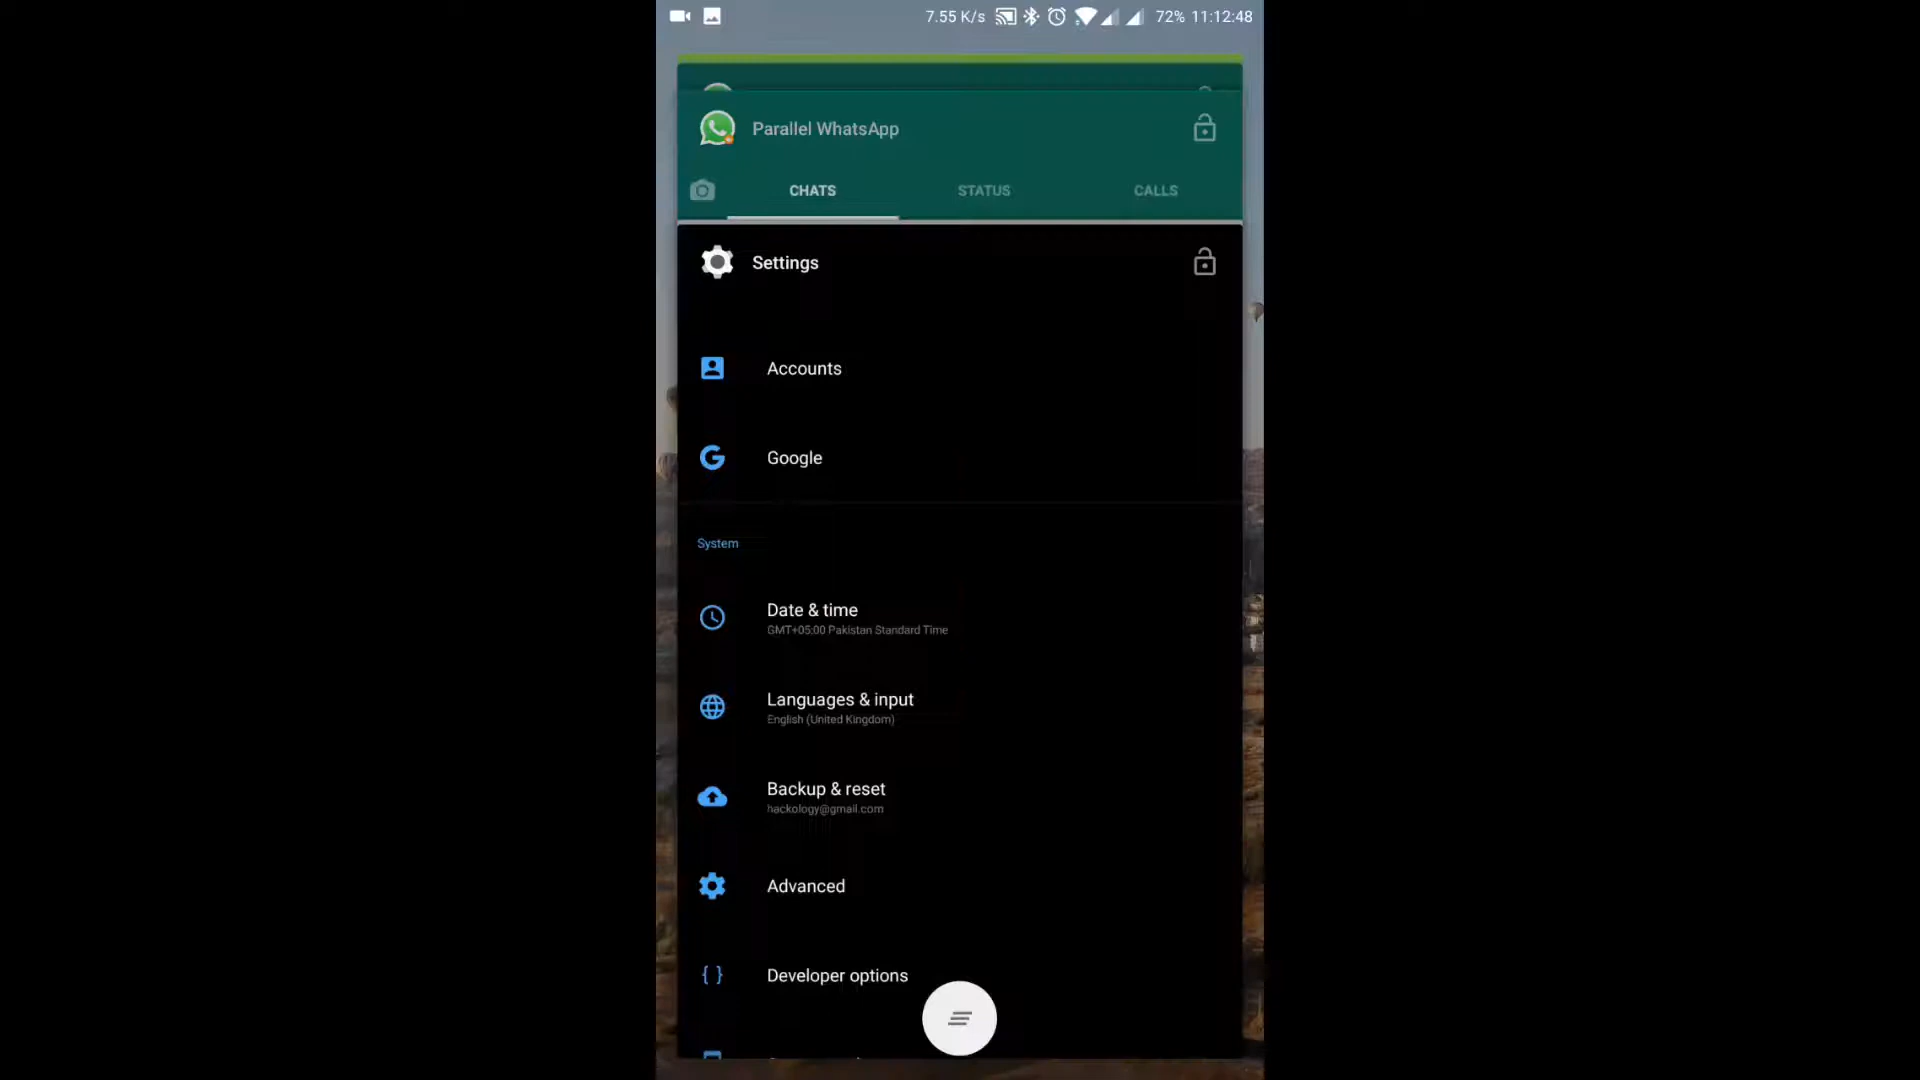 7.55 K/s 72% 11:12:48
Parallel WhatsApp
CHATS STATUS CALLS
Settings
Accounts
Google
System
Date & time
GMT+05:00 Pakistan Standard Time
Languages & input
English (United Kingdom)
Backup & reset
hackology@gmail.com
Advanced
Developer options